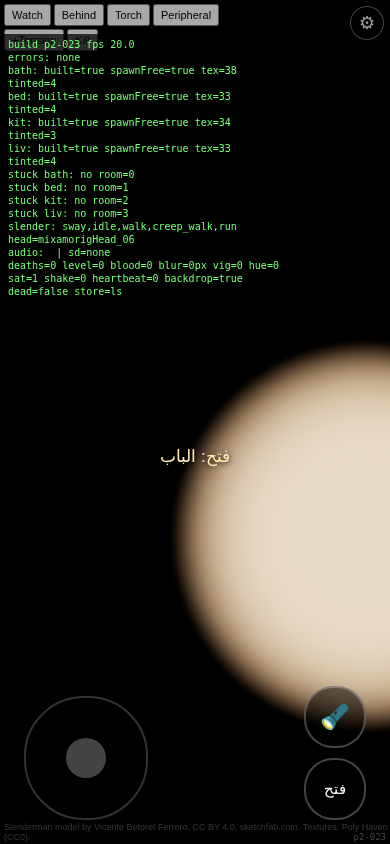 Watch Behind Torch Peripheral
build p2-023 fps 20.0
errors: none
bath: built=true spawnFree=true tex=38
tinted=4
bed: built=true spawnFree=true tex=33
tinted=4
kit: built=true spawnFree=true tex=34
tinted=3
liv: built=true spawnFree=true tex=33
tinted=4
stuck bath: no room=0
stuck bed: no room=1
stuck kit: no room=2
stuck liv: no room=3
slender: sway,idle,walk,creep_walk,run
head=mixamorigHead_06
audio: | sd=none
deaths=0 level=0 blood=0 blur=0px vig=0 hue=0
sat=1 shake=0 heartbeat=0 backdrop=true
dead=false store=ls
فتح: الباب
فتح
Slenderman model by Vicente Betoret Ferrero, CC BY 4.0, sketchfab.com. Textures: Poly Haven
(CC0).
p2-023